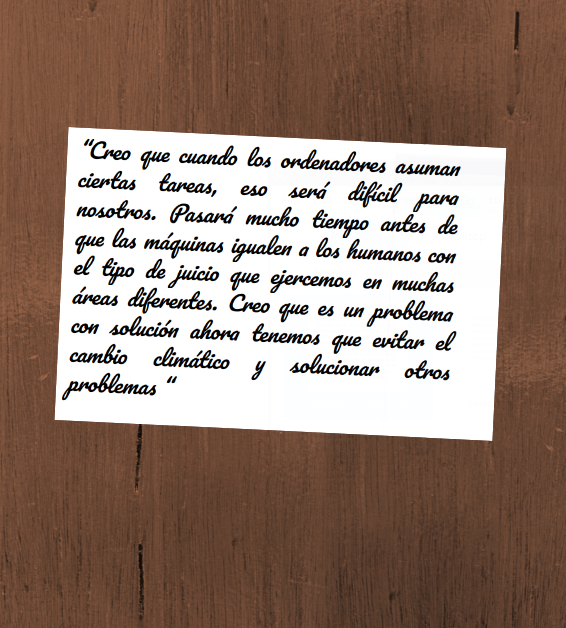 “Creo que cuando los ordenadores asuman
ciertas tareas, eso será difícil para
nosotros. Pasará mucho tiempo antes de
que las máquinas igualen a los humanos con
el tipo de juicio que ejercemos en muchas
áreas diferentes. Creo que es un problema
con solución ahora tenemos que evitar el
cambio climático y solucionar otros
problemas “